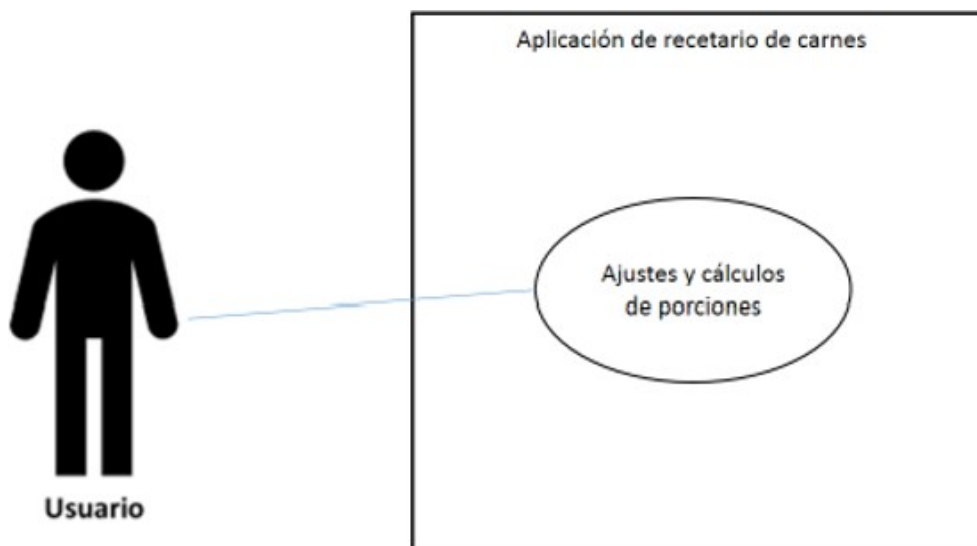 Aplicación de recetario de carnes
Ajustes y cálculos
de porciones
Usuario